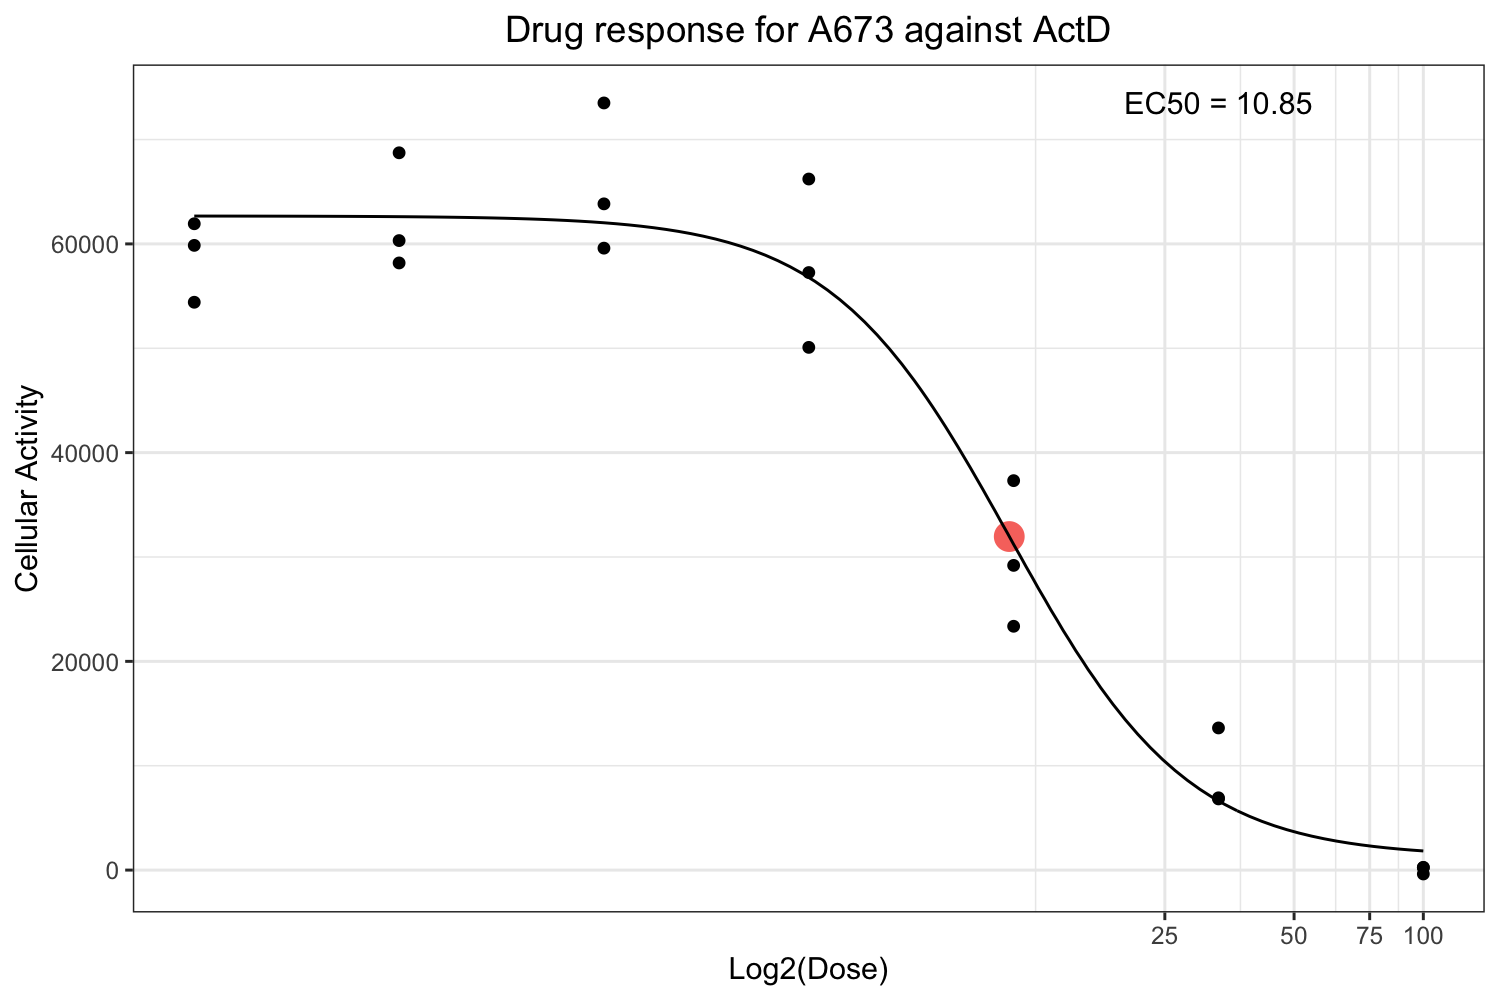 Drug response for A673 against ActD
EC50 = 10.85
60000
40000
20000
0
Cellular Activity
25 50 75 100
Log2(Dose)